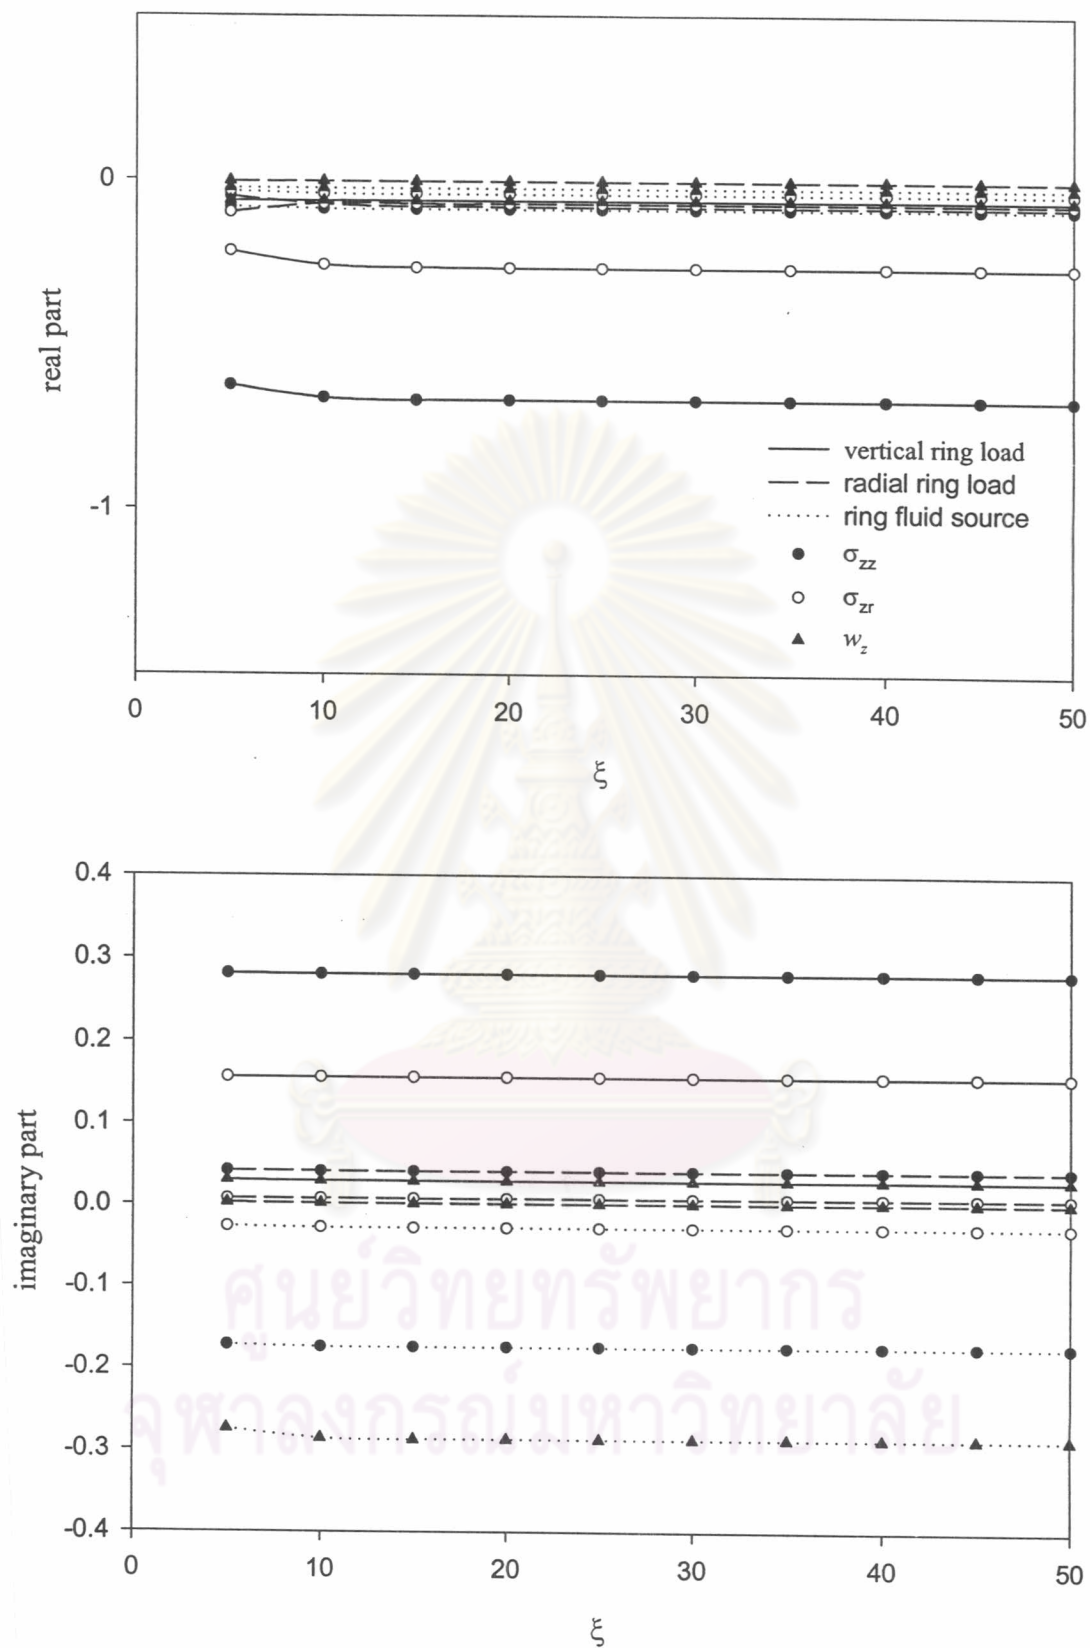 0
-1
real part
vertical ring load
radial ring load
ring fluid source
σzz
σzr
wz
0 10 20 30 40 50
ξ
0.4
0.3
0.2
0.1
0.0
-0.1
-0.2
-0.3
-0.4
imaginary part
ศูนย์วิทยทรัพยากร
จุฬาลงกรณ์มหาวิทยาลัย
0 10 20 30 40 50
ξ